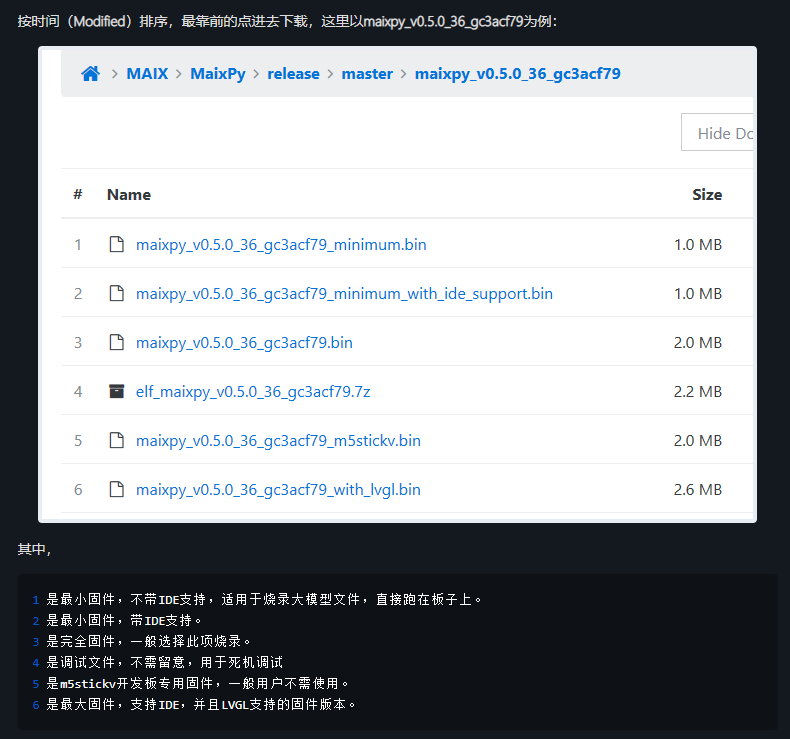 按时间（Modified）排序，最靠前的点进去下载，这里以maixpy_v0.5.0_36_gc3acf79为例：
MAIX > MaixPy > release > master > maixpy_v0.5.0_36_gc3acf79
Hide Do
# Name Size
1 maixpy_v0.5.0_36_gc3acf79_minimum.bin 1.0 MB
2 maixpy_v0.5.0_36_gc3acf79_minimum_with_ide_support.bin 1.0 MB
3 maixpy_v0.5.0_36_gc3acf79.bin 2.0 MB
4 elf_maixpy_v0.5.0_36_gc3acf79.7z 2.2 MB
5 maixpy_v0.5.0_36_gc3acf79_m5stickv.bin 2.0 MB
6 maixpy_v0.5.0_36_gc3acf79_with_lvgl.bin 2.6 MB
其中，
1 是最小固件，不带IDE支持，适用于烧录大模型文件，直接跑在板子上。
2 是最小固件，带IDE支持。
3 是完全固件，一般选择此项烧录。
4 是调试文件，不需留意，用于死机调试
5 是m5stickv开发板专用固件，一般用户不需使用。
6 是最大固件，支持IDE，并且LVGL支持的固件版本。